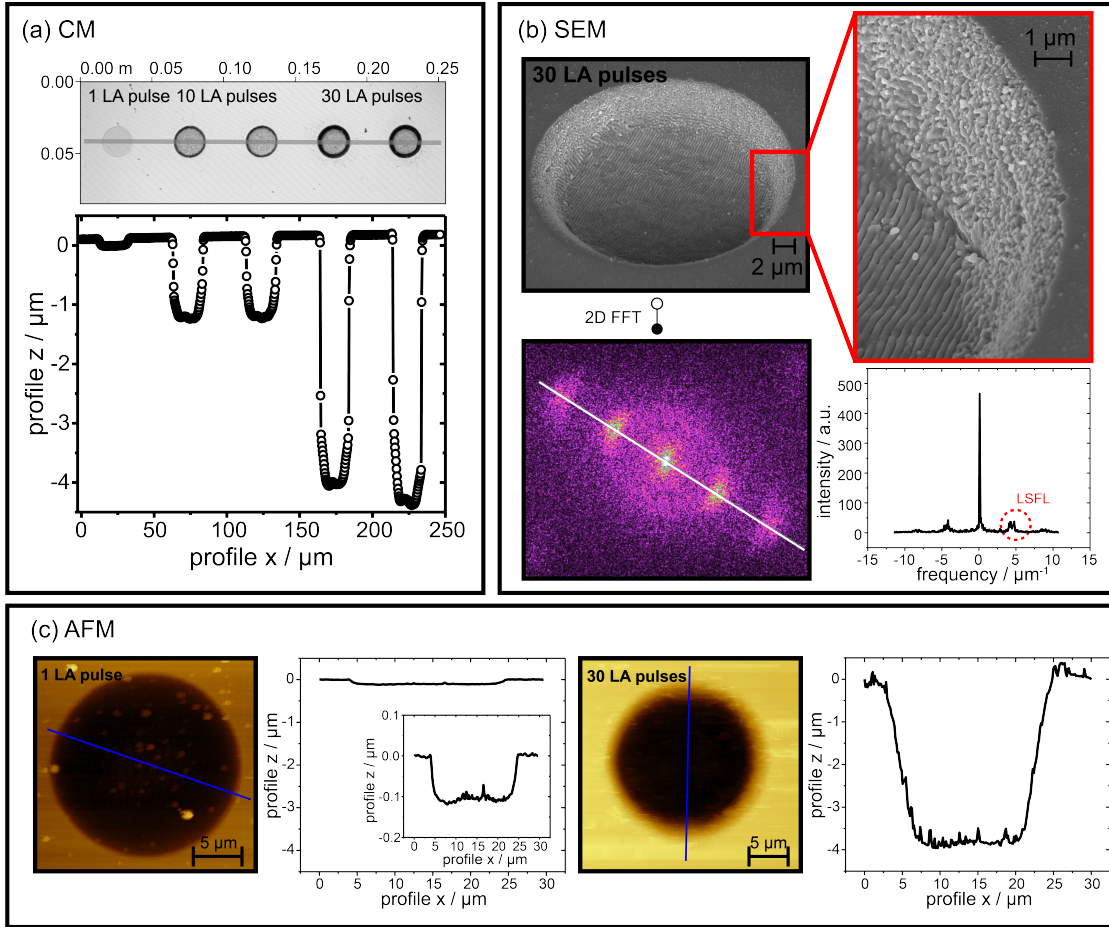 (a) CM
0.00 m 0.05 0.10 0.15 0.20 0.25
0.00
0.05
1 LA pulse 10 LA pulses 30 LA pulses
profile z / µm
0
-1
-2
-3
-4
0 50 100 150 200 250
profile x / µm
(b) SEM
30 LA pulses
2 µm
1 µm
2D FFT
intensity / a.u.
500
400
300
200
100
0
LSFL
-15 -10 -5 0 5 10 15
frequency / µm⁻¹
(c) AFM
1 LA pulse
5 µm
profile z / µm
0
-1
-2
-3
-4
0 5 10 15 20 25 30
profile x / µm
profile z / µm
0.1
0.0
-0.1
-0.2
0 5 10 15 20 25 30
profile x / µm
30 LA pulses
5 µm
profile z / µm
0
-1
-2
-3
-4
0 5 10 15 20 25 30
profile x / µm